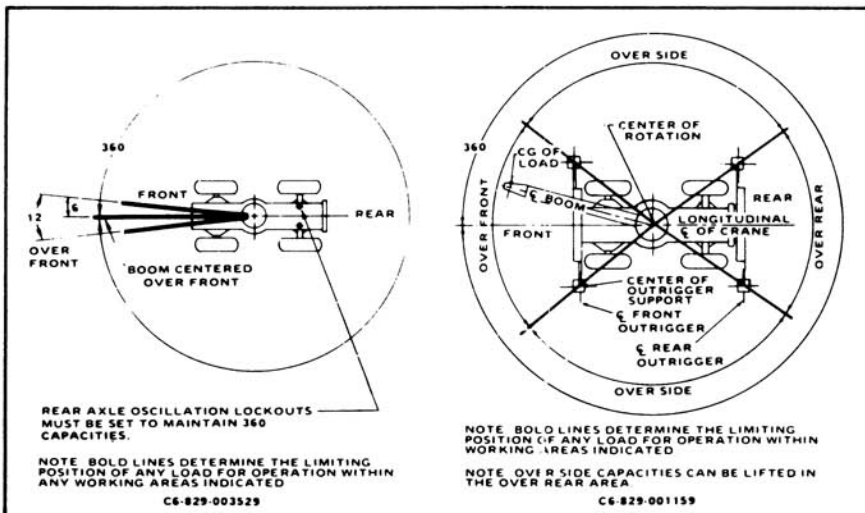 360
FRONT
REAR
12
6
OVER
FRONT
BOOM CENTERED
OVER FRONT
REAR AXLE OSCILLATION LOCKOUTS
MUST BE SET TO MAINTAIN 360
CAPACITIES.
NOTE BOLD LINES DETERMINE THE LIMITING
POSITION OF ANY LOAD FOR OPERATION WITHIN
ANY WORKING AREAS INDICATED
C6-829-003529
OVER SIDE
CENTER OF
ROTATION
CG OF
LOAD
360
℄ BOOM
REAR
OVER FRONT
FRONT
LONGITUDINAL
℄ OF CRANE
OVER REAR
CENTER OF
OUTRIGGER
SUPPORT
℄ FRONT
OUTRIGGER
℄ REAR
OUTRIGGER
OVER SIDE
NOTE BOLD LINES DETERMINE THE LIMITING
POSITION OF ANY LOAD FOR OPERATION WITHIN
WORKING AREAS INDICATED
NOTE OVER SIDE CAPACITIES CAN BE LIFTED IN
THE OVER REAR AREA.
C6-829-001159